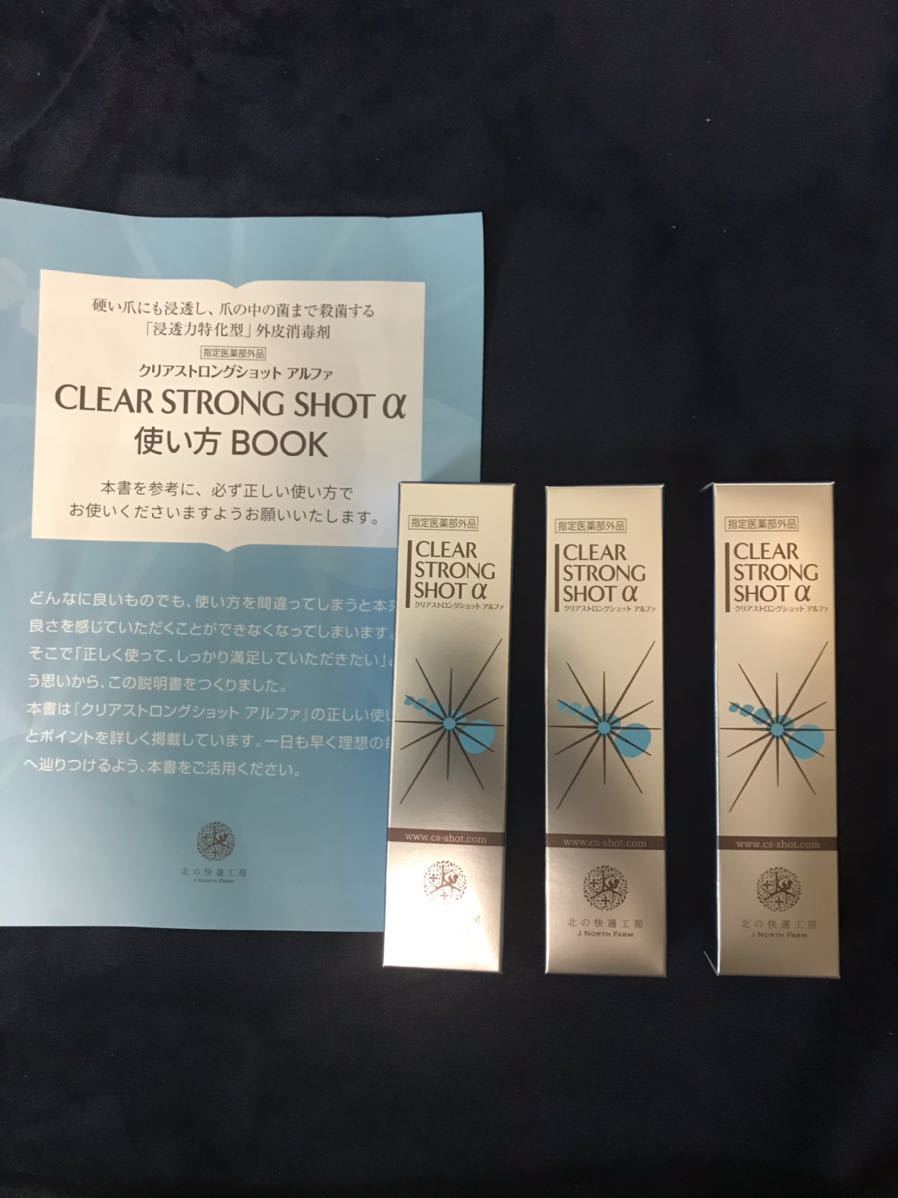 硬い爪にも浸透し、爪の中の菌まで殺菌する
「浸透力特化型」外皮消毒剤
指定医薬部外品
クリアストロングショット アルファ
CLEAR STRONG SHOT α
使い方 BOOK
本書を参考に、必ず正しい使い方で
お使いくださいますようお願いいたします。
どんなに良いものでも、使い方を間違ってしまうと本来
良さを感じていただくことができなくなってしまいます。
そこで「正しく使って、しっかり満足していただきたい」
う思いから、この説明書をつくりました。
本書は「クリアストロングショット アルファ」の正しい使い
とポイントを詳しく掲載しています。一日も早く理想の
へ辿りつけるよう、本書をご活用ください。
北の快適工房
J NORTH FARM
指定医薬部外品
CLEAR
STRONG
SHOT α
クリアストロングショット アルファ
www.cs-shot.com
指定医薬部外品
CLEAR
STRONG
SHOT α
クリアストロングショット アルファ
www.cs-shot.com
北の快適工房
J NORTH FARM
指定医薬部外品
CLEAR
STRONG
SHOT α
クリアストロングショット アルファ
www.cs-shot.com
北の快適工房
J NORTH FARM